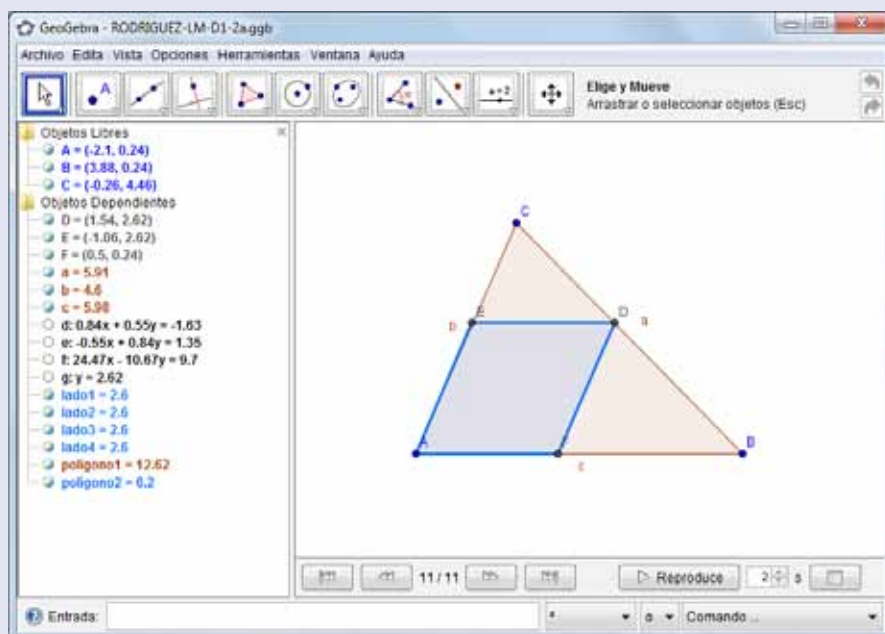 GeoGebra - RODRIGUEZ-LM-D1-2a.ggb
Archivo Edita Vista Opciones Herramientas Ventana Ayuda
A
a=2
Elige y Mueve
Arrastrar o seleccionar objetos (Esc)
Objetos Libres
A = (-2.1, 0.24)
B = (3.88, 0.24)
C = (-0.26, 4.46)
Objetos Dependientes
D = (1.54, 2.62)
E = (-1.06, 2.62)
F = (0.5, 0.24)
a = 5.91
b = 4.6
c = 5.98
d: 0.84x + 0.55y = -1.63
e: -0.55x + 0.84y = 1.35
f: 24.47x - 10.67y = 9.7
g: y = 2.62
lado1 = 2.6
lado2 = 2.6
lado3 = 2.6
lado4 = 2.6
poligono1 = 12.62
poligono2 = 6.2
C
E
D
b
a
A
F
B
c
11 / 11
Reproduce
2
s
Entrada:
Comando ...